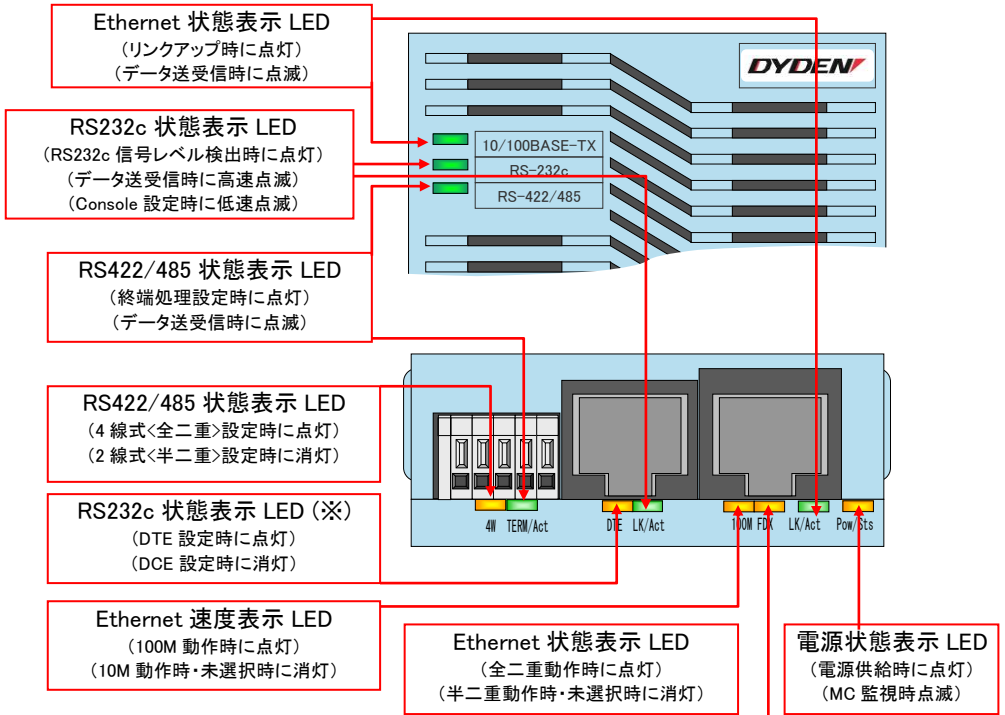 Ethernet 状態表示 LED
（リンクアップ時に点灯）
（データ送受信時に点滅）
RS232c 状態表示 LED
（RS232c 信号レベル検出時に点灯）
（データ送受信時に高速点滅）
（Console 設定時に低速点滅）
RS422/485 状態表示 LED
（終端処理設定時に点灯）
（データ送受信時に点滅）
DYDEN
10/100BASE-TX
RS-232c
RS-422/485
RS422/485 状態表示 LED
（4 線式<全二重>設定時に点灯）
（2 線式<半二重>設定時に消灯）
RS232c 状態表示 LED（※）
（DTE 設定時に点灯）
（DCE 設定時に消灯）
4W TERM/Act DTE LK/Act 100M FDX LK/Act Pow/Sts
Ethernet 速度表示 LED
（100M 動作時に点灯）
（10M 動作時・未選択時に消灯）
Ethernet 状態表示 LED
（全二重動作時に点灯）
（半二重動作時・未選択時に消灯）
電源状態表示 LED
（電源供給時に点灯）
（MC 監視時点滅）